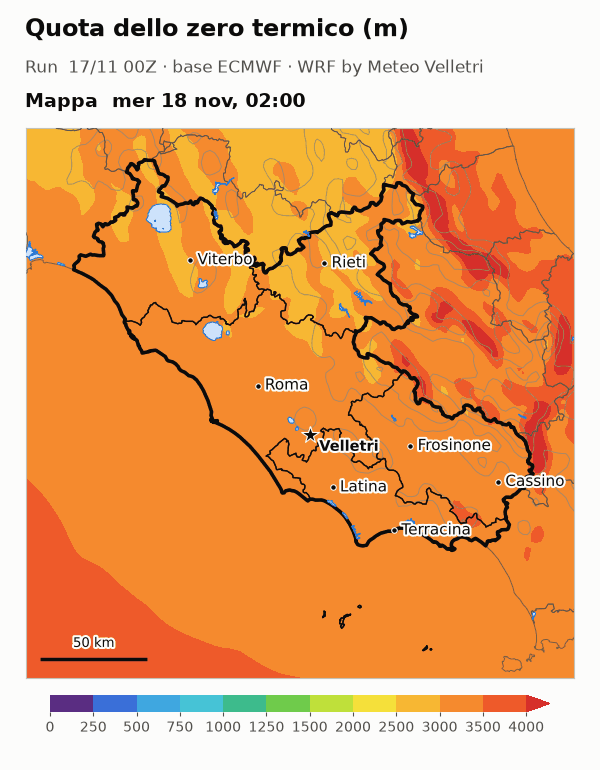 Quota dello zero termico (m)
Run  17/11 00Z · base ECMWF · WRF by Meteo Velletri
Mappa  mer 18 nov, 02:00
Viterbo
Rieti
Roma
Velletri
Frosinone
Cassino
Latina
Terracina
50 km
0 250 500 750 1000 1250 1500 2000 2500 3000 3500 4000